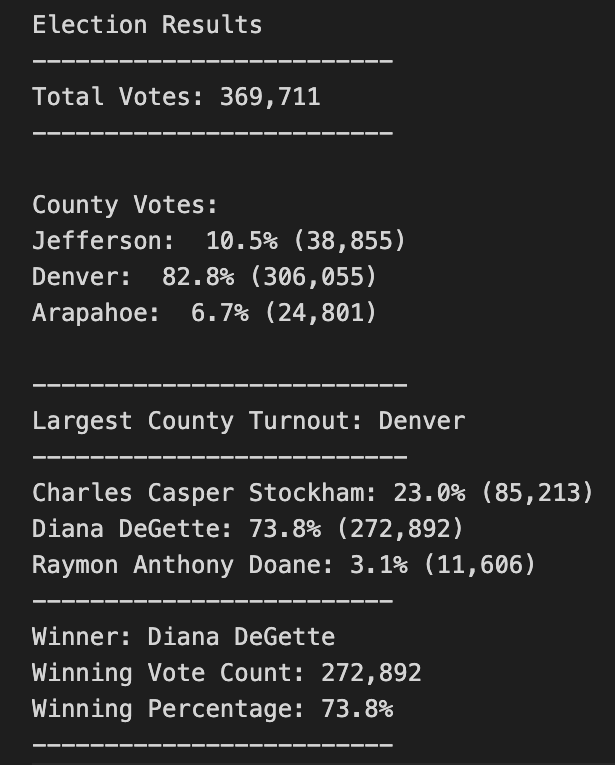 Election Results
-------------------------
Total Votes: 369,711
-------------------------
County Votes:
Jefferson:  10.5% (38,855)
Denver:  82.8% (306,055)
Arapahoe:  6.7% (24,801)
--------------------------
Largest County Turnout: Denver
--------------------------
Charles Casper Stockham: 23.0% (85,213)
Diana DeGette: 73.8% (272,892)
Raymon Anthony Doane: 3.1% (11,606)
-------------------------
Winner: Diana DeGette
Winning Vote Count: 272,892
Winning Percentage: 73.8%
-------------------------